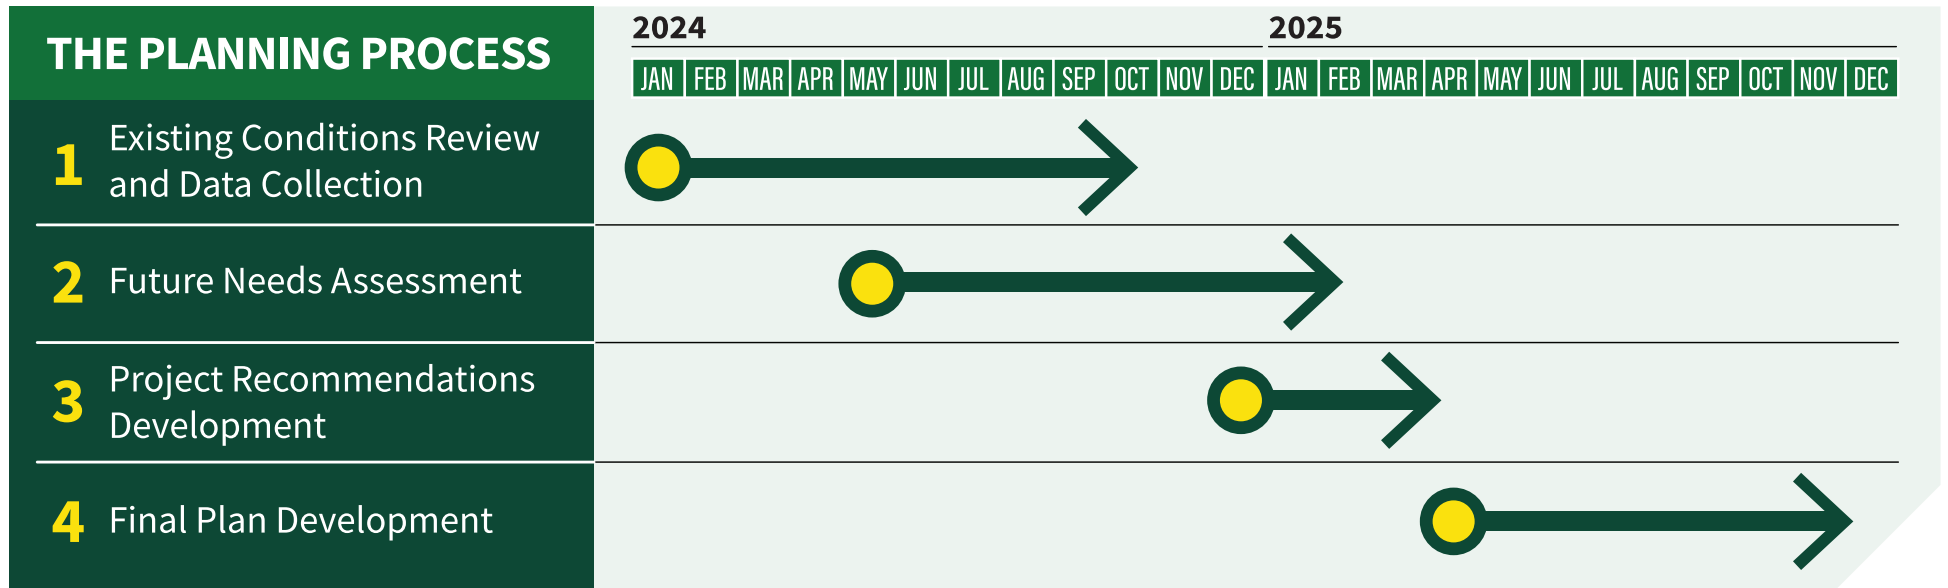 THE PLANNING PROCESS
2024 2025
JAN FEB MAR APR MAY JUN JUL AUG SEP OCT NOV DEC JAN FEB MAR APR MAY JUN JUL AUG SEP OCT NOV DEC
1 Existing Conditions Review
and Data Collection
2 Future Needs Assessment
3 Project Recommendations
Development
4 Final Plan Development